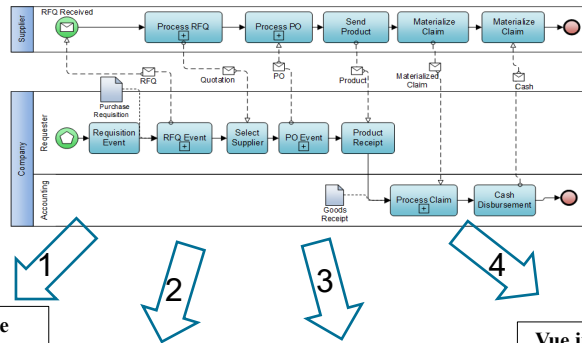 RFQ Received
Supplier
Process RFQ
Process PO
Send
Product
Materialize
Claim
Materialize
Claim
RFQ
Quotation
PO
Product
Materialized
Claim
Cash
Purchase
Requisition
Company
Requester
Requisition
Event
RFQ Event
Select
Supplier
PO Event
Product
Receipt
Accounting
Goods
Receipt
Process Claim
Cash
Disbursement
1
2
3
4
e
Vue i